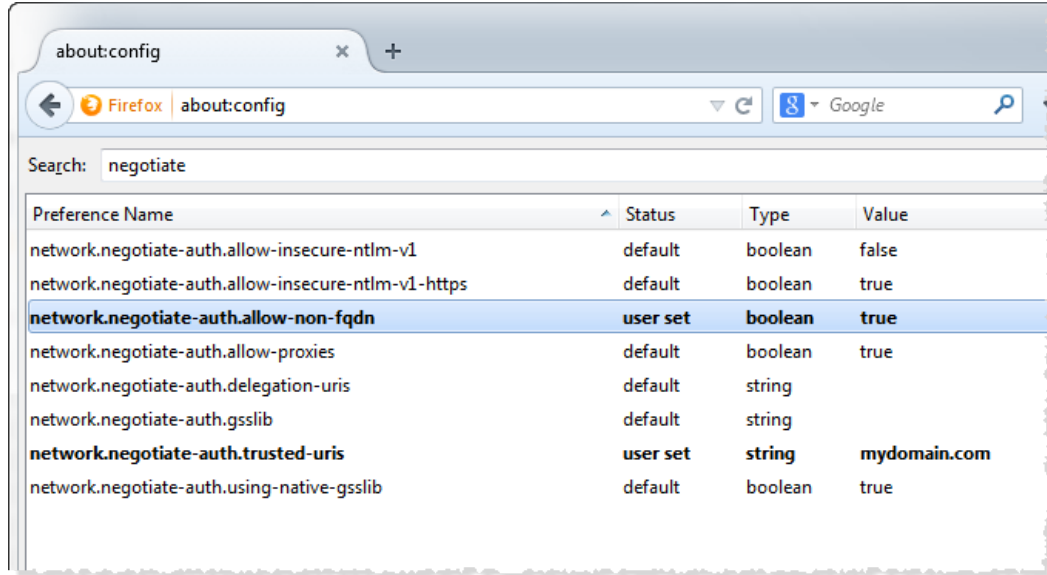 about:config
Firefox about:config Google
Search: negotiate
Preference Name Status Type Value
network.negotiate-auth.allow-insecure-ntlm-v1 default boolean false
network.negotiate-auth.allow-insecure-ntlm-v1-https default boolean true
network.negotiate-auth.allow-non-fqdn user set boolean true
network.negotiate-auth.allow-proxies default boolean true
network.negotiate-auth.delegation-uris default string
network.negotiate-auth.gsslib default string
network.negotiate-auth.trusted-uris user set string mydomain.com
network.negotiate-auth.using-native-gsslib default boolean true